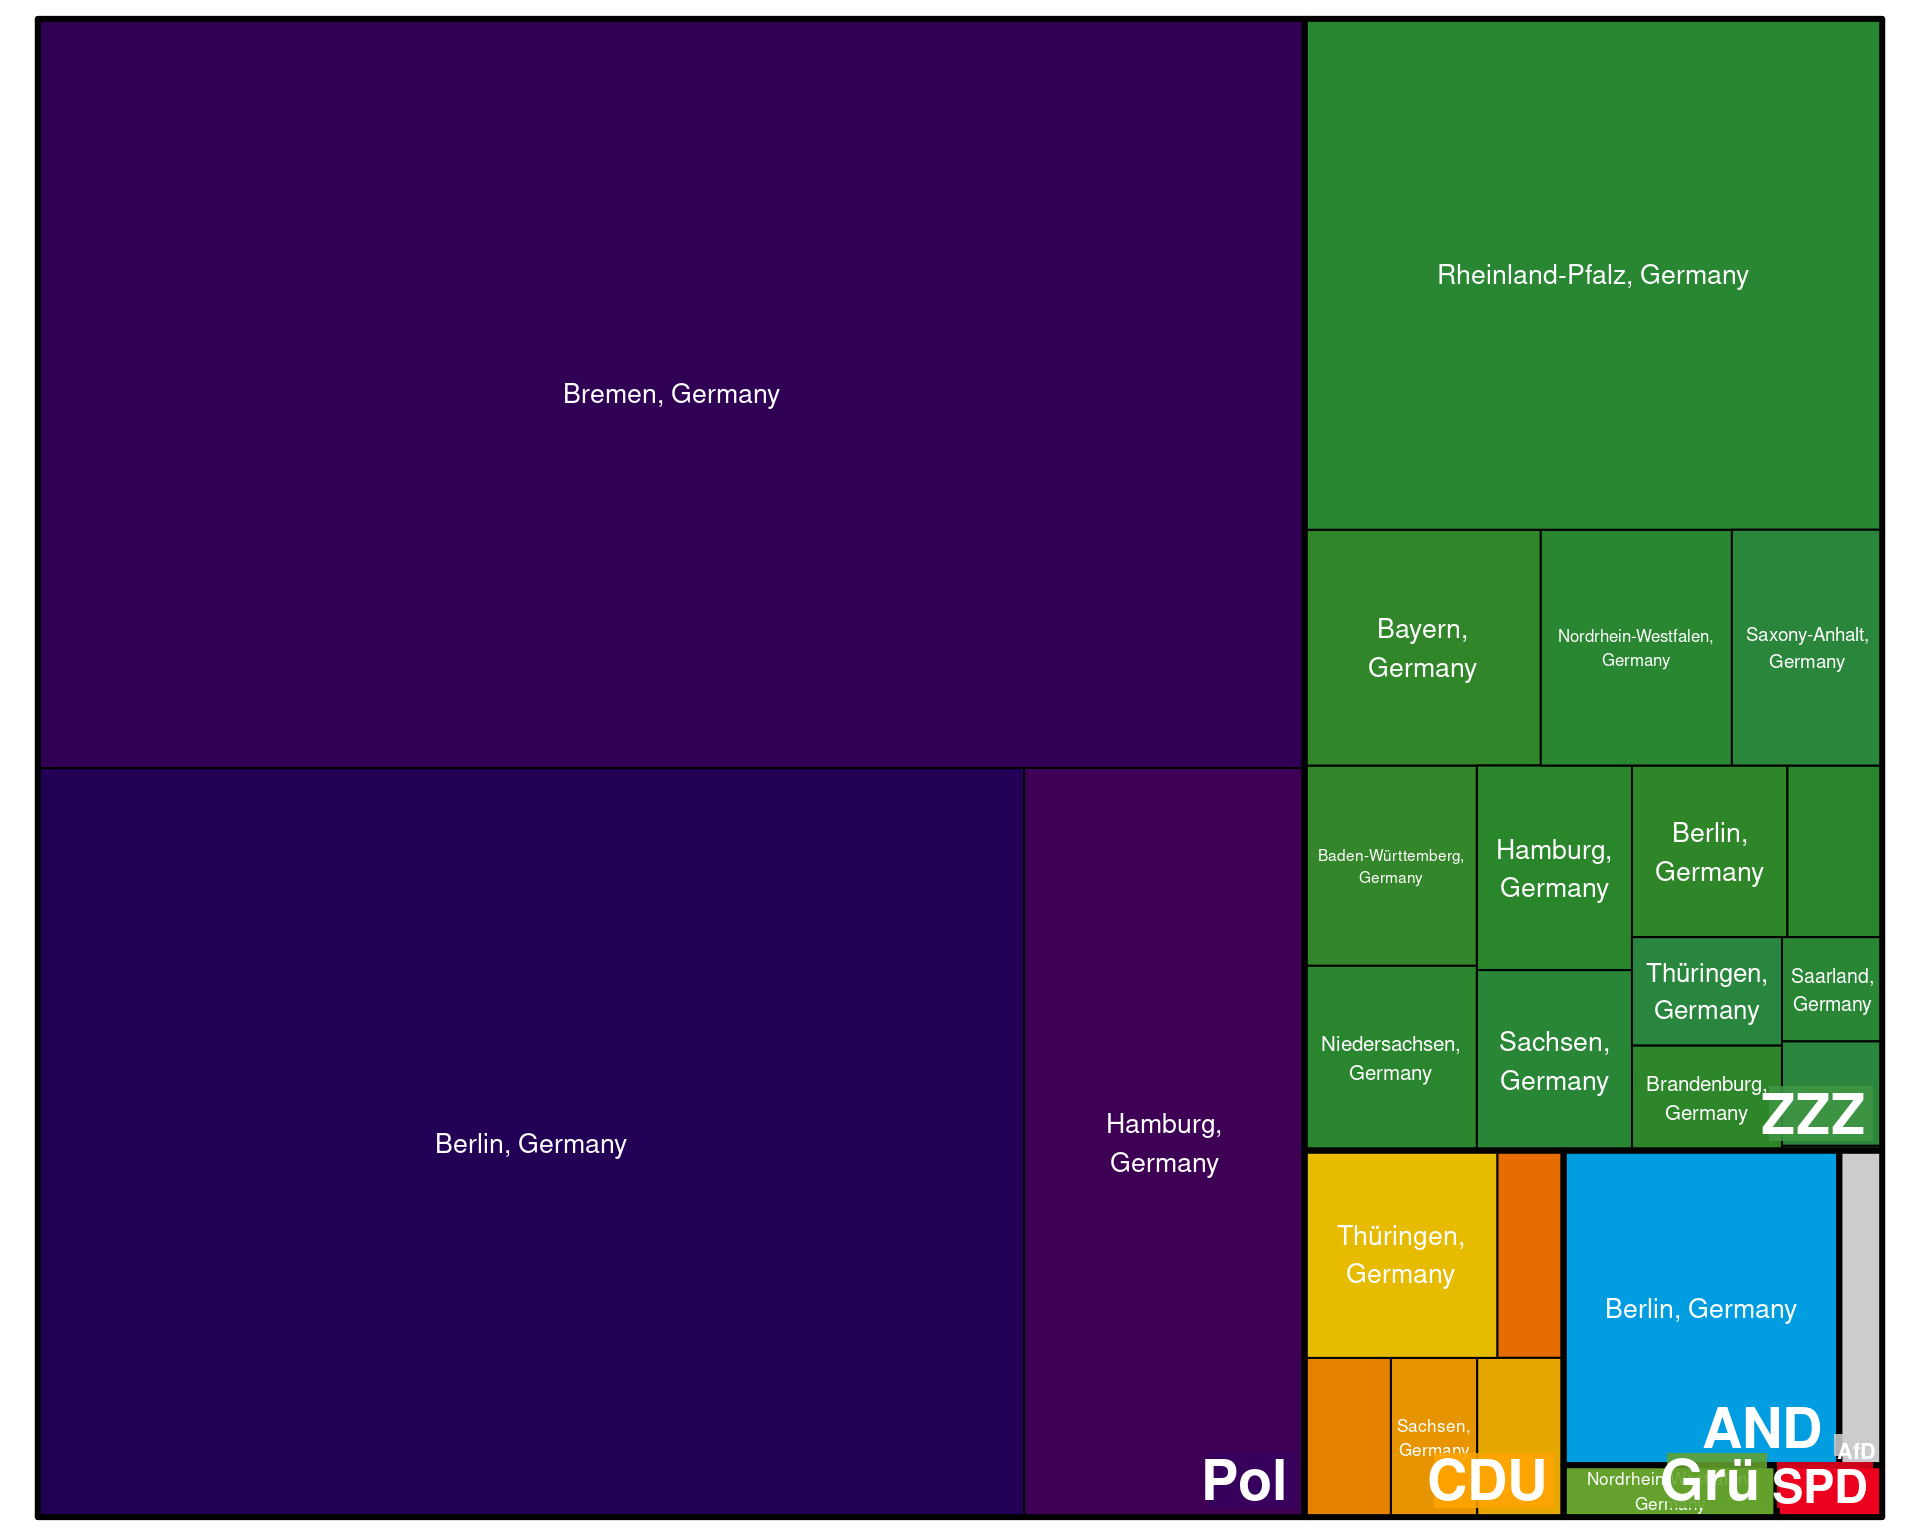 Bremen, Germany
Berlin, Germany
Hamburg,
Germany
Pol
Rheinland-Pfalz, Germany
Bayern,
Germany
Nordrhein-Westfalen,
Germany
Saxony-Anhalt,
Germany
Baden-Württemberg,
Germany
Hamburg,
Germany
Berlin,
Germany
Niedersachsen,
Germany
Sachsen,
Germany
Thüringen,
Germany
Saarland,
Germany
Brandenburg,
Germany
ZZZ
Thüringen,
Germany
Sachsen,
Germany
CDU
Berlin, Germany
AND
AfD
Germany
Grü
SPD